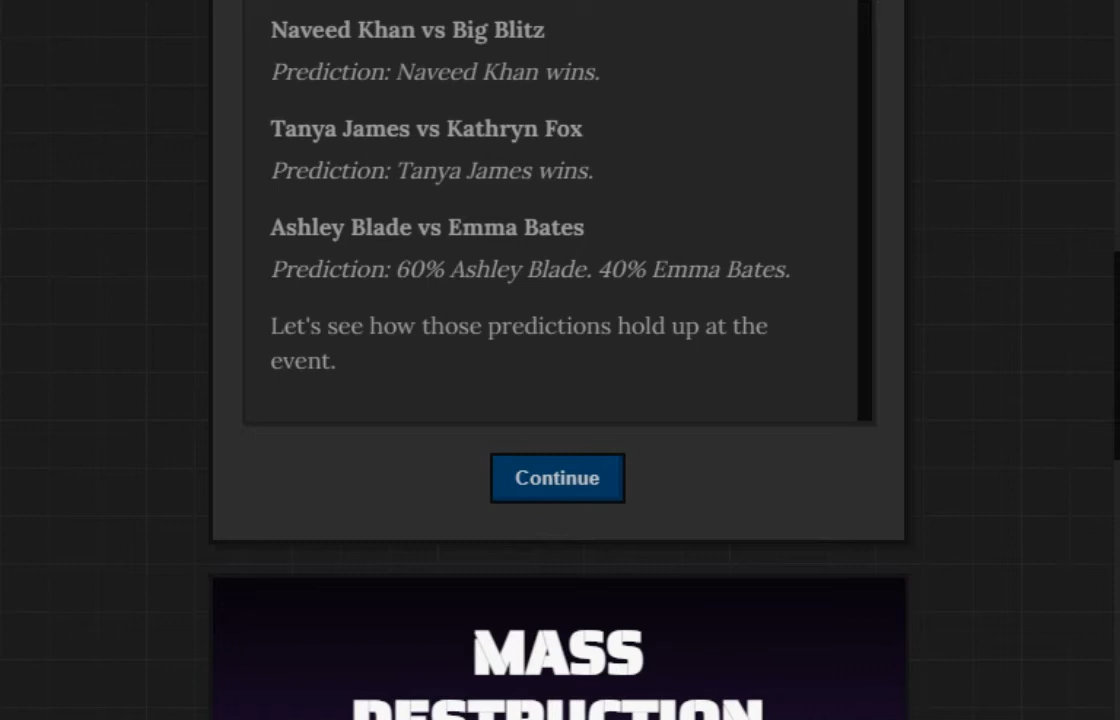 Naveed Khan vs Big Blitz
Prediction: Naveed Khan wins.
Tanya James vs Kathryn Fox
Prediction: Tanya James wins.
Ashley Blade vs Emma Bates
Prediction: 60% Ashley Blade. 40% Emma Bates.
Let's see how those predictions hold up at the
event.
Continue
MASS
DESTRUCTION